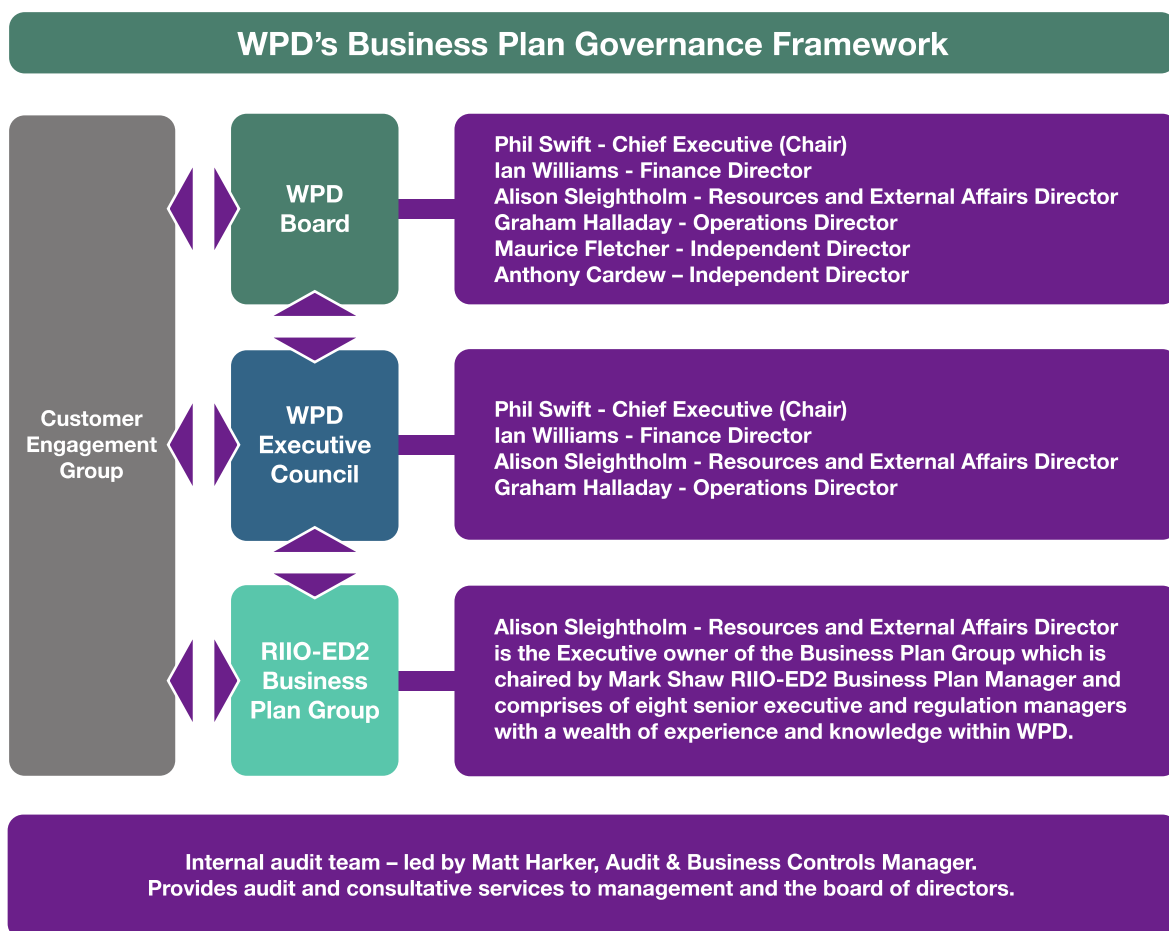 WPD's Business Plan Governance Framework
Customer
Engagement
Group
WPD
Board
Phil Swift - Chief Executive (Chair)
Ian Williams - Finance Director
Alison Sleightholm - Resources and External Affairs Director
Graham Halladay - Operations Director
Maurice Fletcher - Independent Director
Anthony Cardew – Independent Director
WPD
Executive
Council
Phil Swift - Chief Executive (Chair)
Ian Williams - Finance Director
Alison Sleightholm - Resources and External Affairs Director
Graham Halladay - Operations Director
RIIO-ED2
Business
Plan Group
Alison Sleightholm - Resources and External Affairs Director
is the Executive owner of the Business Plan Group which is
chaired by Mark Shaw RIIO-ED2 Business Plan Manager and
comprises of eight senior executive and regulation managers
with a wealth of experience and knowledge within WPD.
Internal audit team – led by Matt Harker, Audit & Business Controls Manager.
Provides audit and consultative services to management and the board of directors.